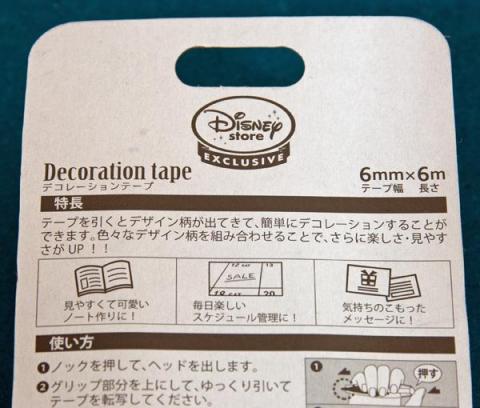 Disney
store
EXCLUSIVE
Decoration tape
デコレーションテープ
6mm×6m
テープ幅 長さ
特長
テープを引くとデザイン柄が出てきて、簡単にデコレーションすることが
できます。色々なデザイン柄を組み合わせることで、さらに楽しさ・見やす
さがUP!!
12 SAT 13
SALE
19 SAT 20
見やすくて可愛い
ノート作りに!
毎日楽しい
スケジュール管理に!
気持ちのこもった
メッセージに!
使い方
❶ノックを押して、ヘッドを出します。
❷グリップ部分を上にして、ゆっくり引いて
テープを転写してください。
❶
押す